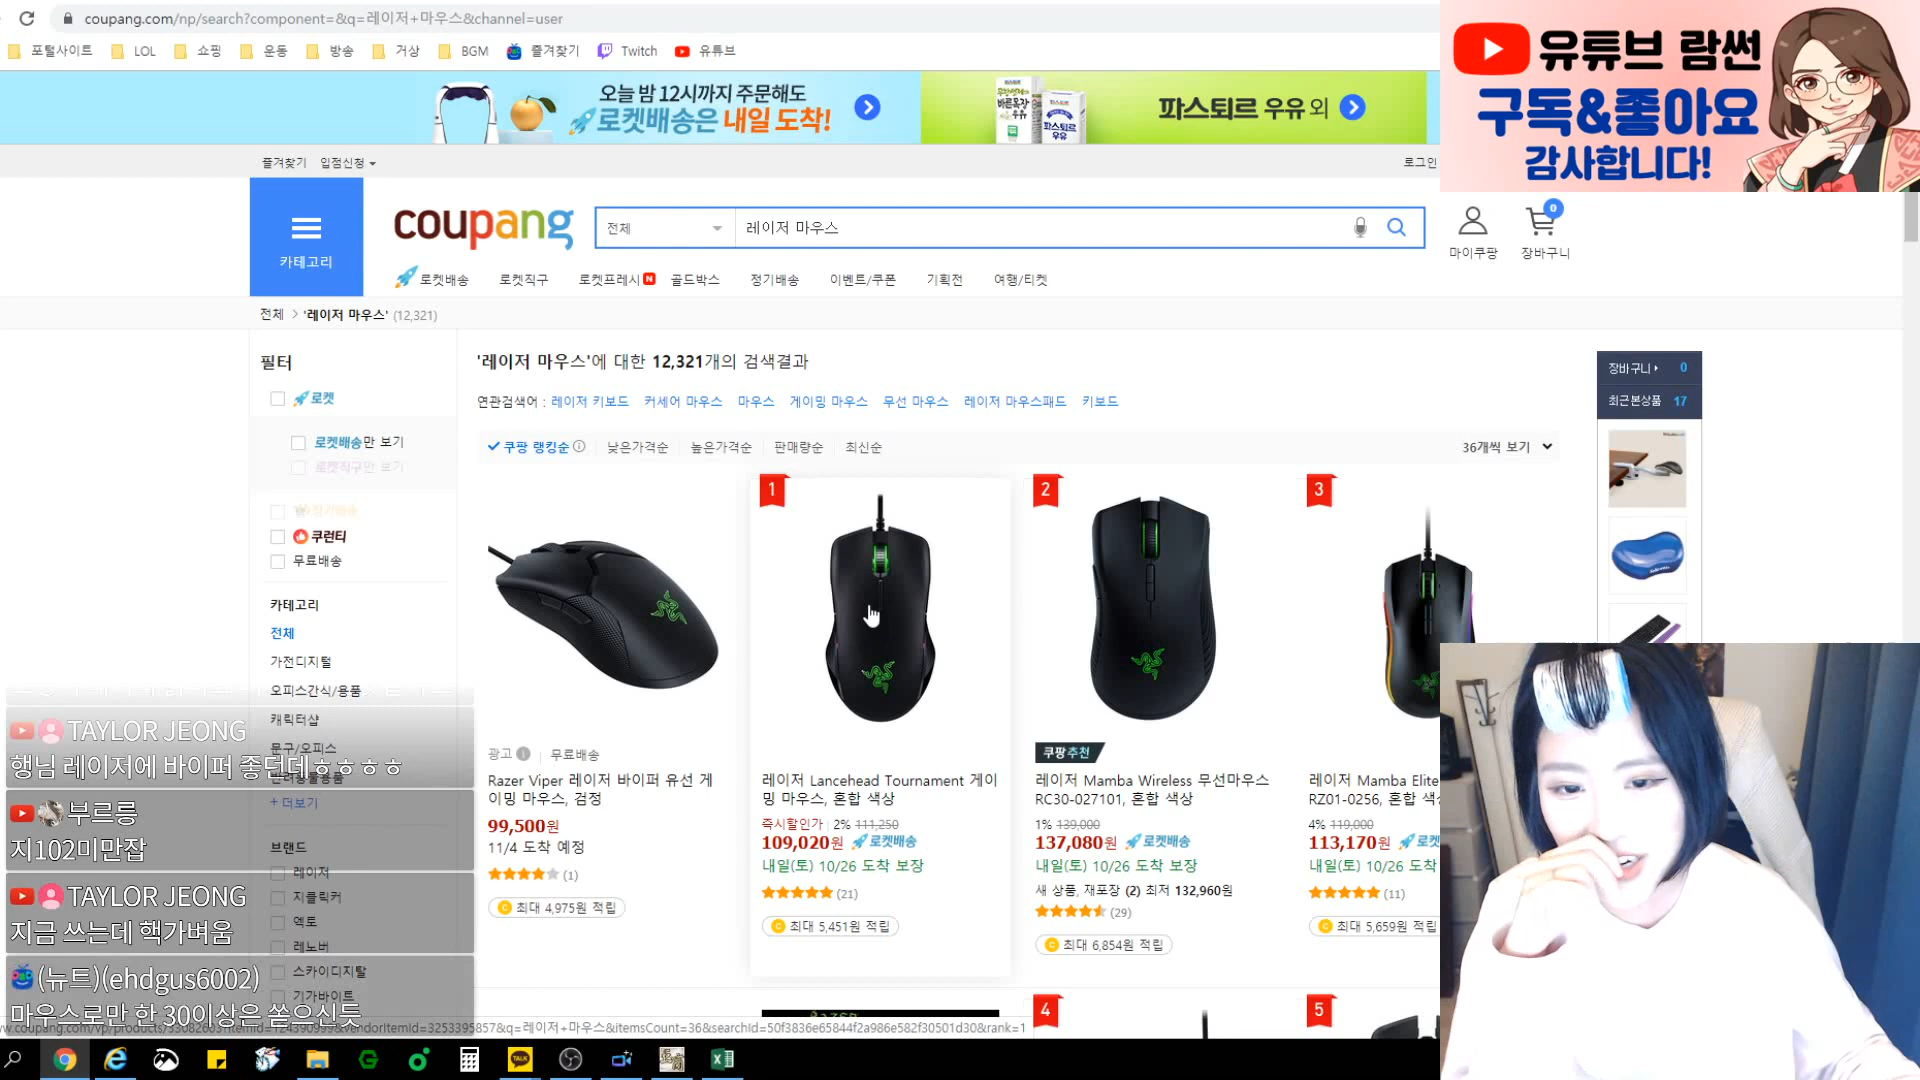 coupang.com/np/search?component=&q=레이저+마우스&channel=user
포털사이트 LOL 쇼핑 운동 방송 거상 BGM 즐겨찾기 Twitch 유튜브
오늘 밤 12시까지 주문해도
로켓배송은 내일 도착!
파스퇴르 우유 외
유튜브 람썬
구독&좋아요
감사합니다!
즐겨찾기 입점신청
로그인
카테고리
coupang
전체
레이저 마우스
마이쿠팡
0
장바구니
로켓배송 로켓직구 로켓프레시 N 골드박스 정기배송 이벤트/쿠폰 기획전 여행/티켓
전체 > '레이저 마우스' (12,321)
필터
로켓
로켓배송만 보기
로켓직구만 보기
정기배송
쿠런티
무료배송
카테고리
전체
가전디지털
오피스간식/용품
캐릭터샵
문구/오피스
반려동물용품
+ 더보기
브랜드
레이저
지클릭커
엑토
레노버
스카이디지탈
기가바이트
'레이저 마우스'에 대한 12,321개의 검색결과
연관검색어 : 레이저 키보드 커세어 마우스 마우스 게이밍 마우스 무선 마우스 레이저 마우스패드 키보드
쿠팡 랭킹순 낮은가격순 높은가격순 판매량순 최신순
36개씩 보기
장바구니 0
최근본상품 17
광고 무료배송
Razer Viper 레이저 바이퍼 유선 게
이밍 마우스, 검정
99,500원
11/4 도착 예정
(1)
최대 4,975원 적립
1
레이저 Lancehead Tournament 게이
밍 마우스, 혼합 색상
즉시할인가 2% 111,250
109,020원 로켓배송
내일(토) 10/26 도착 보장
(21)
최대 5,451원 적립
2
쿠팡추천
레이저 Mamba Wireless 무선마우스
RC30-027101, 혼합 색상
1% 139,000
137,080원 로켓배송
내일(토) 10/26 도착 보장
새 상품, 재포장 (2) 최저 132,960원
(29)
최대 6,854원 적립
3
레이저 Mamba Elite
RZ01-0256, 혼합 색
4% 119,000
113,170원 로켓
내일(토) 10/26 도착
(11)
최대 5,659원 적립
4
5
TAYLOR JEONG
행님 레이저에 바이퍼 좋던데ㅎㅎㅎㅎ
부르릉
지102미만잡
TAYLOR JEONG
지금 쓰는데 핵가벼움
(뉴트)(ehdgus6002)
마우스로만 한 30이상은 쏟으신듯
TALK